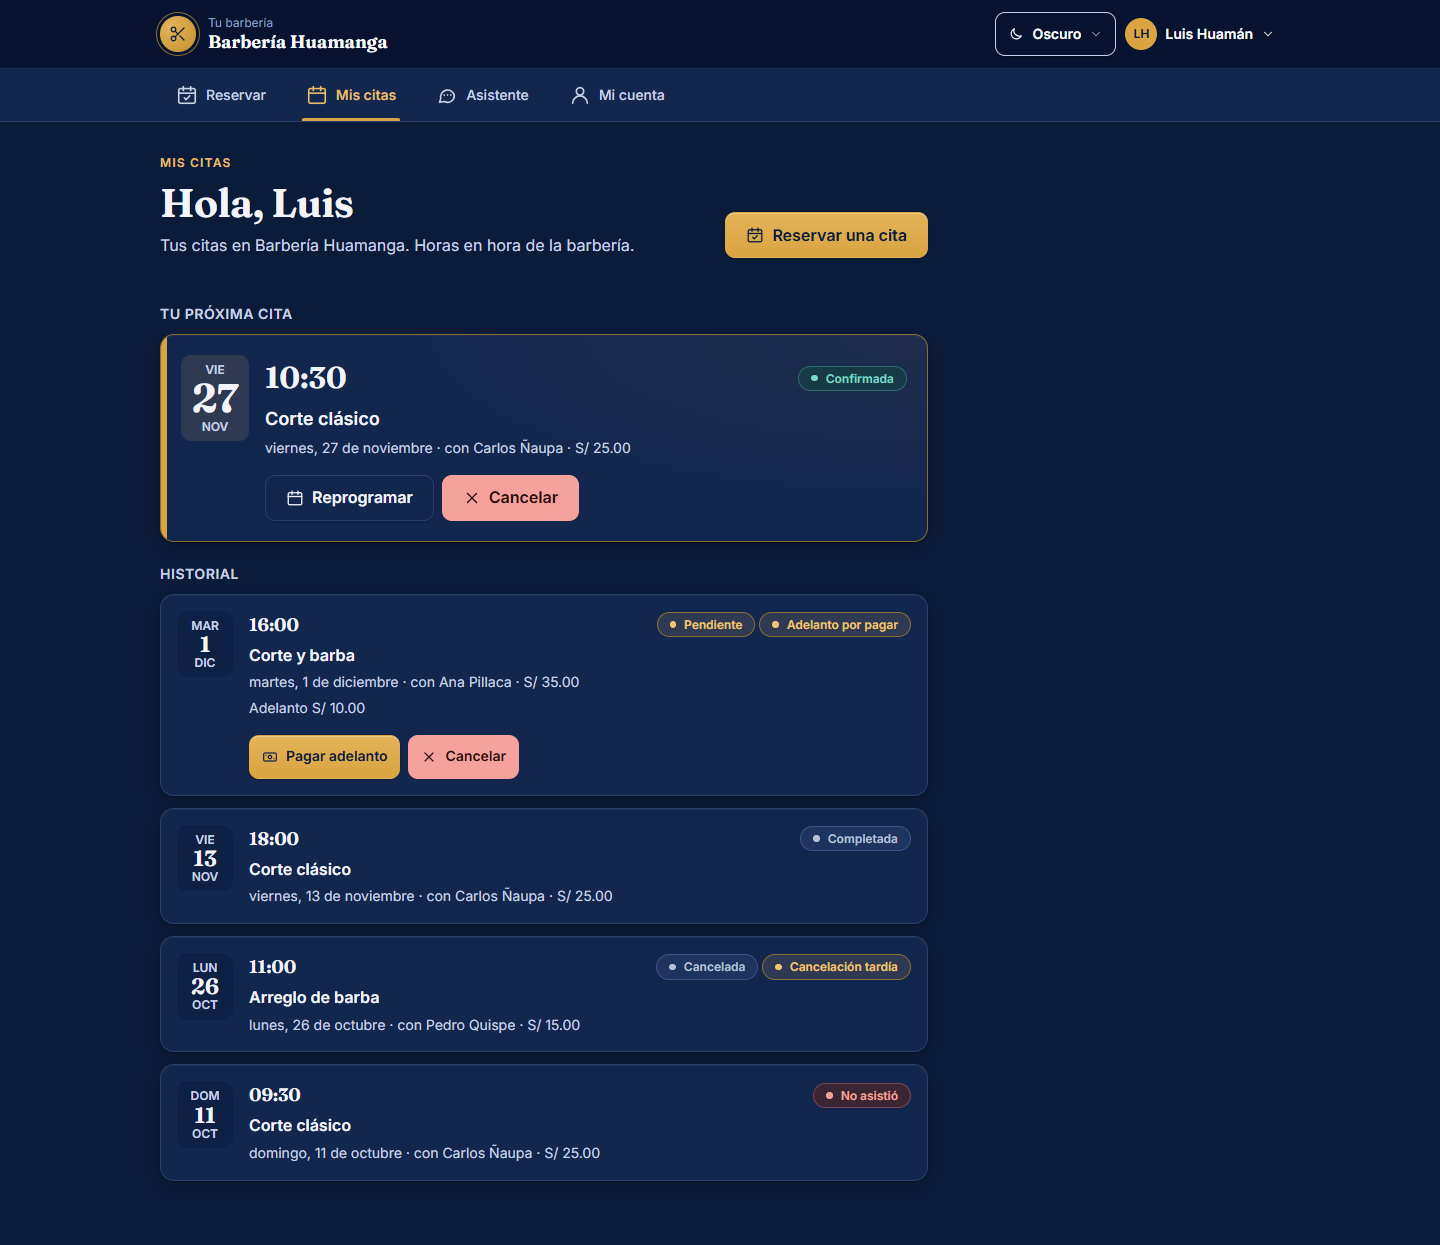 Tu barbería
Barbería Huamanga
Oscuro
LH
Luis Huamán
Reservar
Mis citas
Asistente
Mi cuenta
MIS CITAS
Hola, Luis
Tus citas en Barbería Huamanga. Horas en hora de la barbería.
Reservar una cita
TU PRÓXIMA CITA
VIE
27
NOV
10:30
Confirmada
Corte clásico
viernes, 27 de noviembre · con Carlos Ñaupa · S/ 25.00
Reprogramar
Cancelar
HISTORIAL
MAR
1
DIC
16:00
Pendiente
Adelanto por pagar
Corte y barba
martes, 1 de diciembre · con Ana Pillaca · S/ 35.00
Adelanto S/ 10.00
Pagar adelanto
Cancelar
VIE
13
NOV
18:00
Completada
Corte clásico
viernes, 13 de noviembre · con Carlos Ñaupa · S/ 25.00
LUN
26
OCT
11:00
Cancelada
Cancelación tardía
Arreglo de barba
lunes, 26 de octubre · con Pedro Quispe · S/ 15.00
DOM
11
OCT
09:30
No asistió
Corte clásico
domingo, 11 de octubre · con Carlos Ñaupa · S/ 25.00